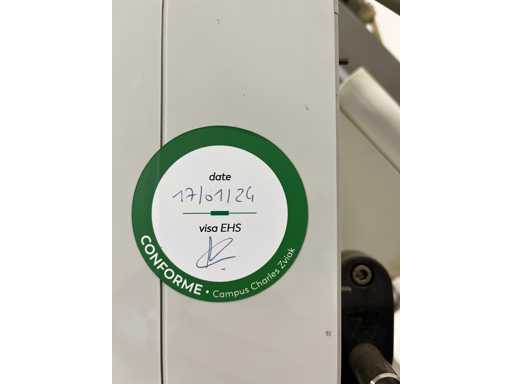 date
17/01/24
visa EHS
CONFORME • Campus Charles Zviak